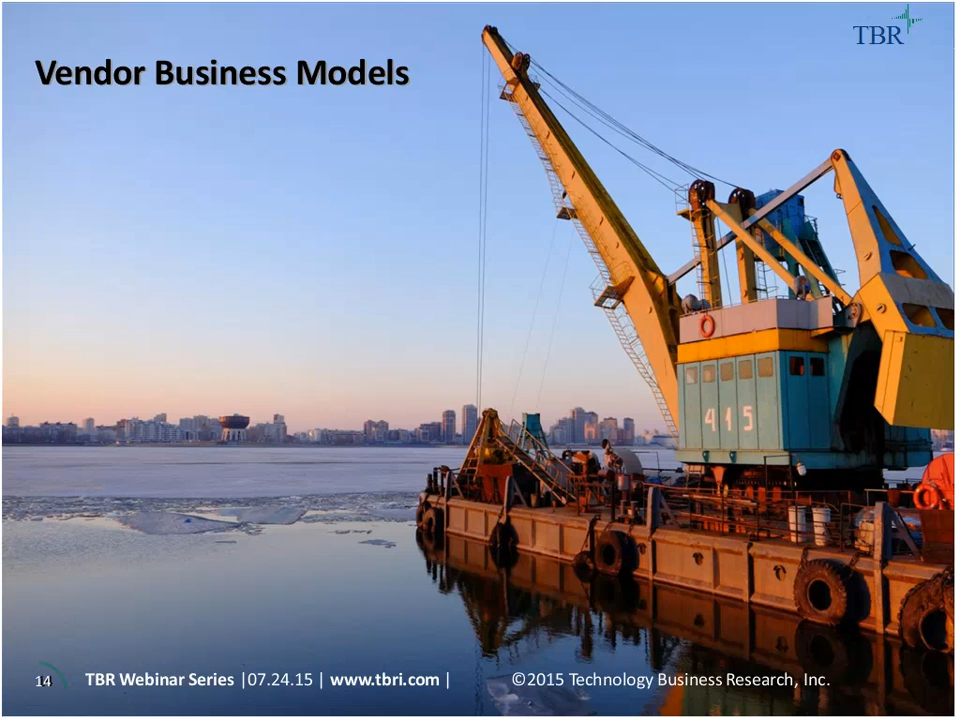 TBR
Vendor Business Models
415
14 TBR Webinar Series |07.24.15 | www.tbri.com | ©2015 Technology Business Research, Inc.